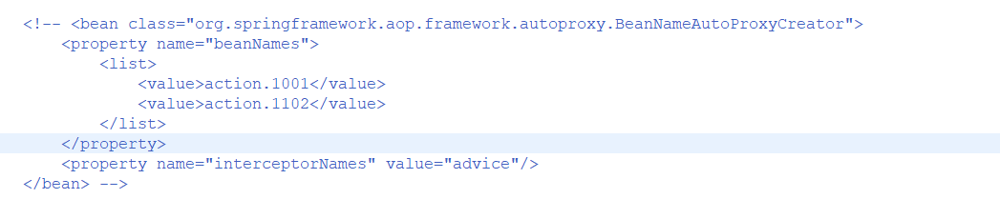 <!-- <bean class="org.springframework.aop.framework.autoproxy.BeanNameAutoProxyCreator">
    <property name="beanNames">
        <list>
            <value>action.1001</value>
            <value>action.1102</value>
        </list>
    </property>
    <property name="interceptorNames" value="advice"/>
</bean> -->